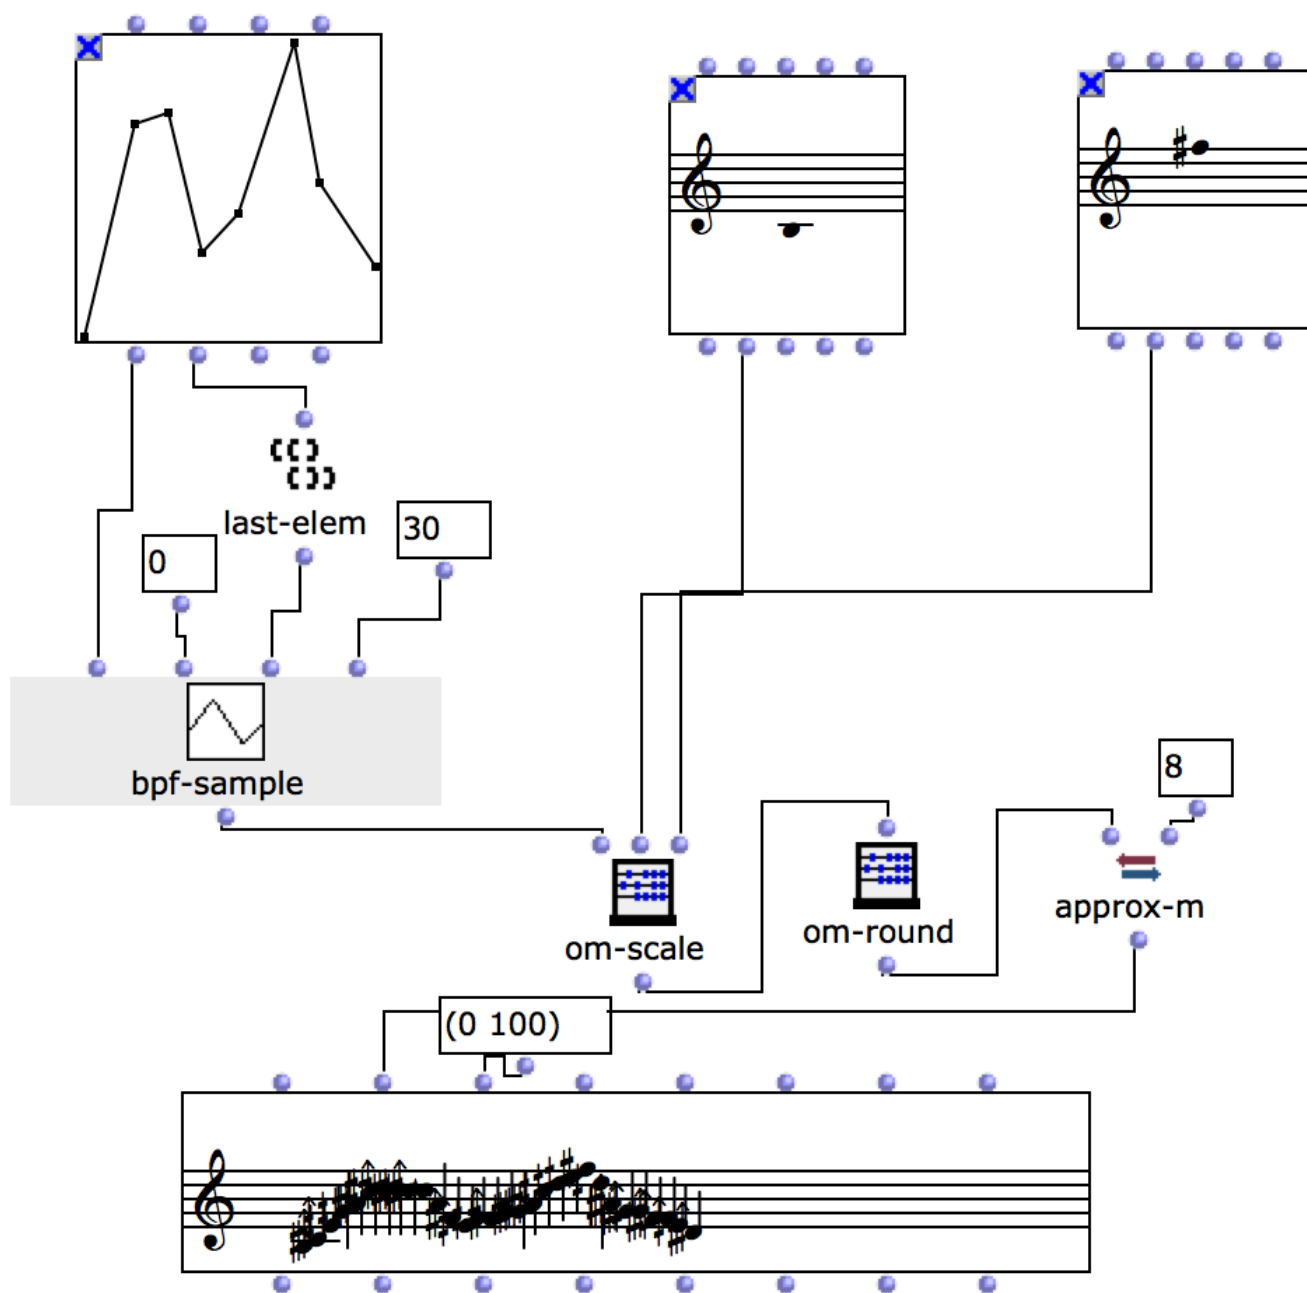 last-elem
30
0
bpf-sample
8
om-scale
om-round
approx-m
(0 100)